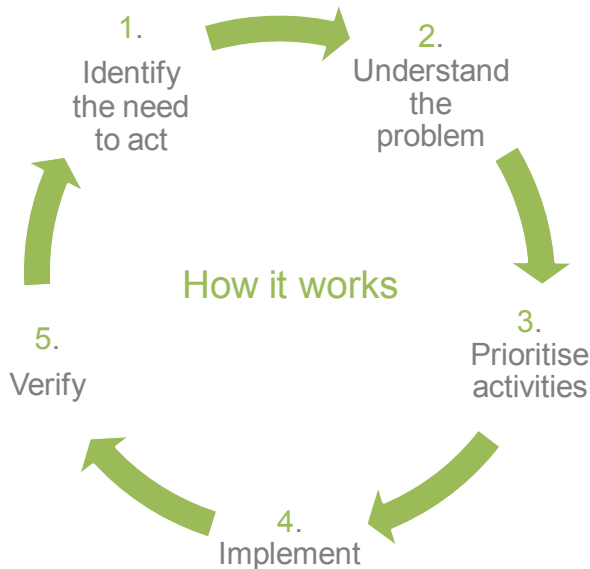 1.
Identify
the need
to act
2.
Understand
the
problem
How it works
3.
Prioritise
activities
4.
Implement
5.
Verify